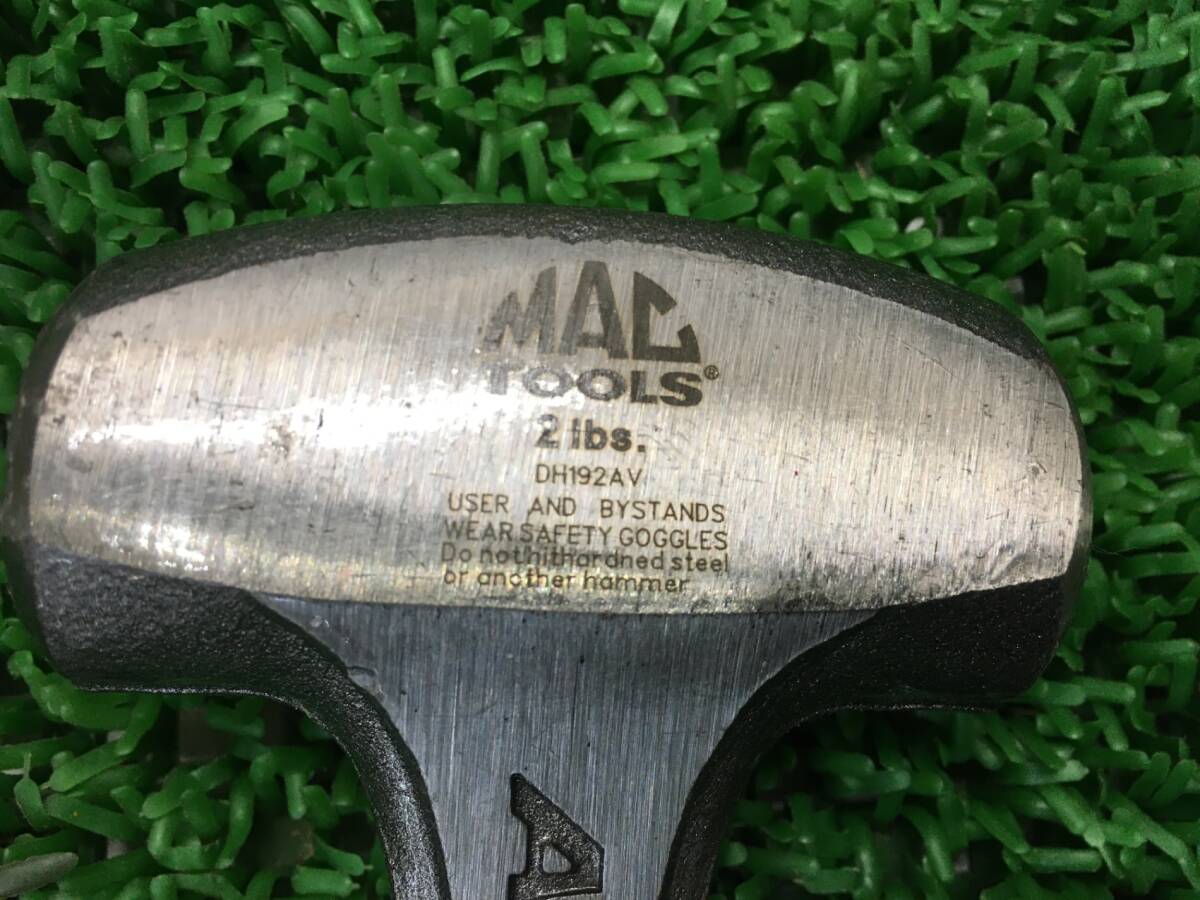 MAC
TOOLS®
2 lbs.
DH192AV
USER AND BYSTANDS
WEAR SAFETY GOGGLES
Do not hit hardned steel
or another hammer
A